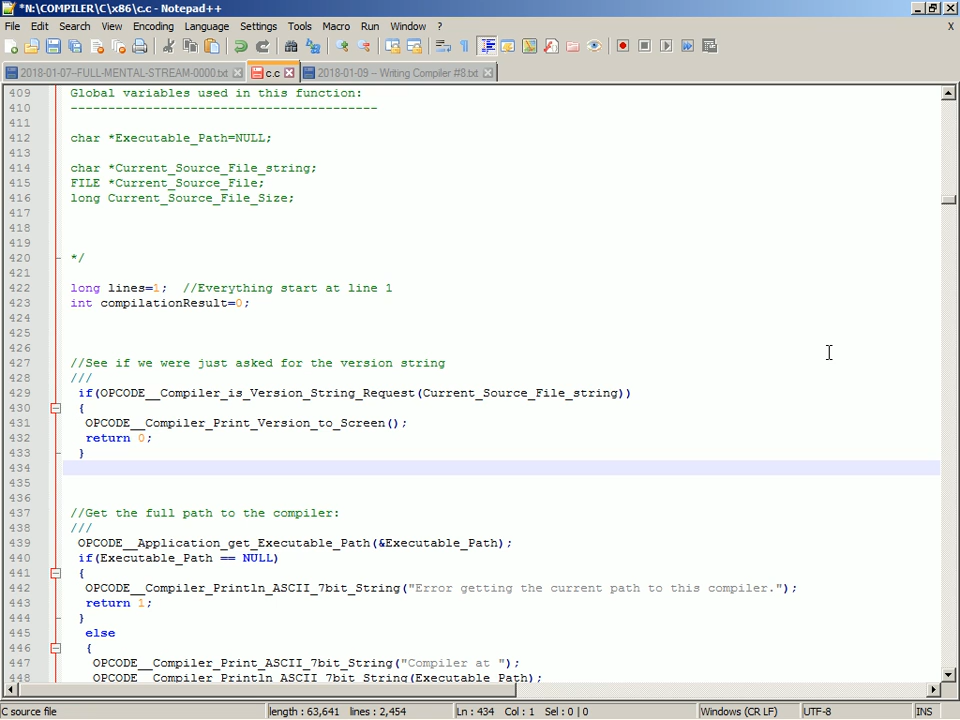 *N:\COMPILER\C\x86\c.c - Notepad++
File Edit Search View Encoding Language Settings Tools Macro Run Window ? X
2018-01-07-FULL-MENTAL-STREAM-0000.txt c.c 2018-01-09 -- Writing Compiler #8.txt
409 Global variables used in this function:
410 -----------------------------------------
411
412 char *Executable_Path=NULL;
413
414 char *Current_Source_File_string;
415 FILE *Current_Source_File;
416 long Current_Source_File_Size;
417
418
419
420 */
421
422 long lines=1; //Everything start at line 1
423 int compilationResult=0;
424
425
426
427 //See if we were just asked for the version string
428 ///
429 if(OPCODE__Compiler_is_Version_String_Request(Current_Source_File_string))
430 {
431 OPCODE__Compiler_Print_Version_to_Screen();
432 return 0;
433 }
434
435
436
437 //Get the full path to the compiler:
438 ///
439 OPCODE__Application_get_Executable_Path(&Executable_Path);
440 if(Executable_Path == NULL)
441 {
442 OPCODE__Compiler_Println_ASCII_7bit_String("Error getting the current path to this compiler.");
443 return 1;
444 }
445 else
446 {
447 OPCODE__Compiler_Print_ASCII_7bit_String("Compiler at ");
448 OPCODE__Compiler_Println_ASCII_7bit_String(Executable_Path);
C source file length : 63,641 lines : 2,454 Ln : 434 Col : 1 Sel : 0 | 0 Windows (CR LF) UTF-8 INS